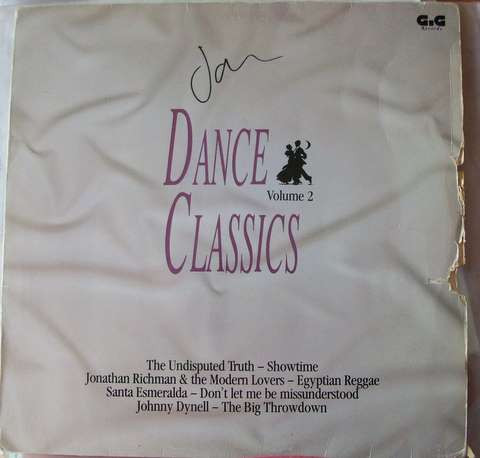 G.G
Records
Jan
DANCE
Volume 2
CLASSICS
The Undisputed Truth – Showtime
Jonathan Richman & the Modern Lovers – Egyptian Reggae
Santa Esmeralda – Don't let me be missunderstood
Johnny Dynell – The Big Throwdown